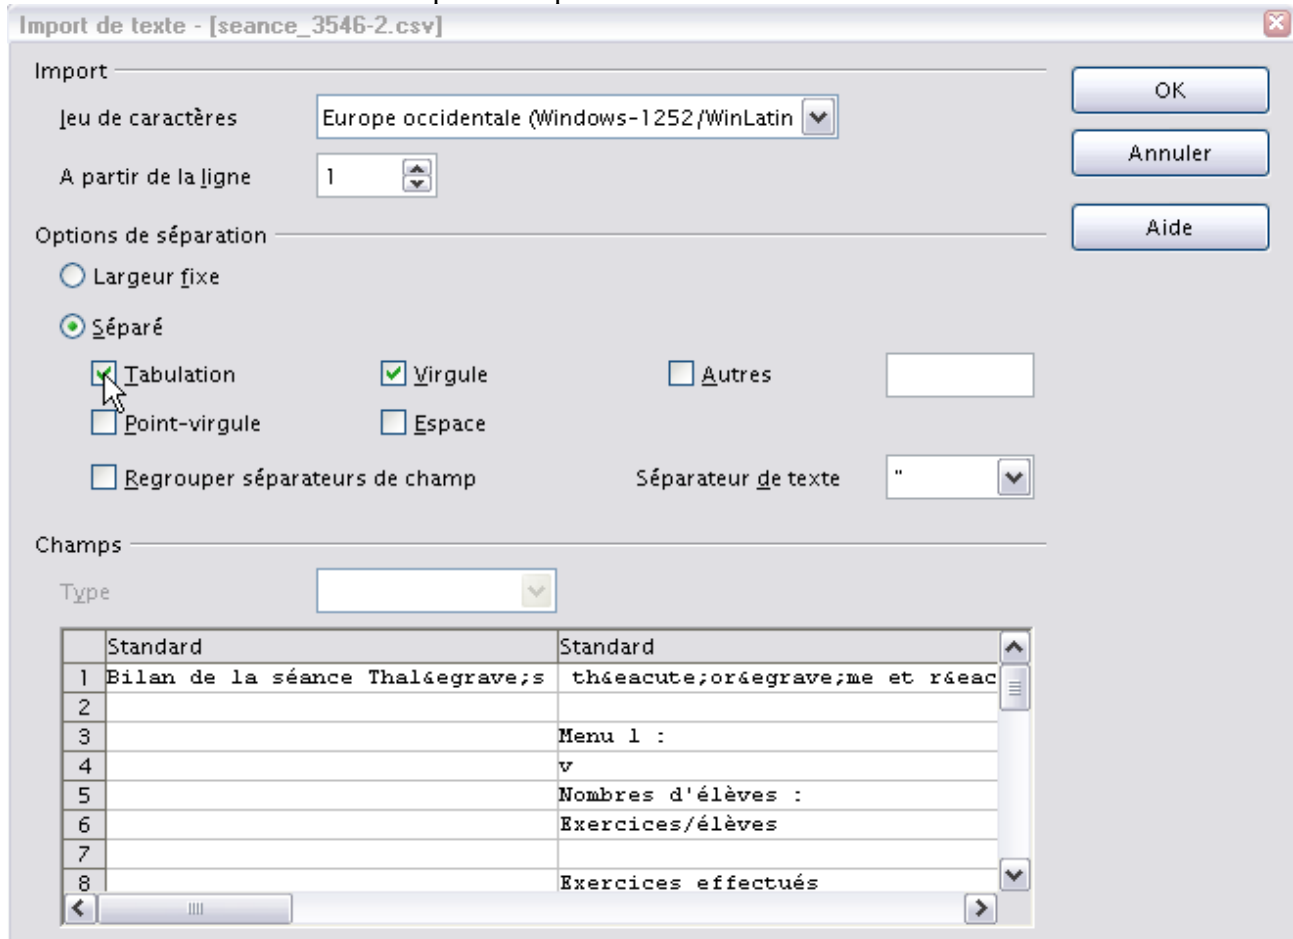 Import de texte - [seance_3546-2.csv]
Import
OK
Jeu de caractères Europe occidentale (Windows-1252/WinLatin
Annuler
A partir de la ligne 1
Aide
Options de séparation
Largeur fixe
Séparé
Tabulation Virgule Autres
Point-virgule Espace
Regrouper séparateurs de champ Séparateur de texte "
Champs
Type
Standard Standard
1 Bilan de la séance Thal&egrave;s th&eacute;or&egrave;me et r&eac
2
3 Menu 1 :
4 v
5 Nombres d'élèves :
6 Exercices/élèves
7
8 Exercices effectués